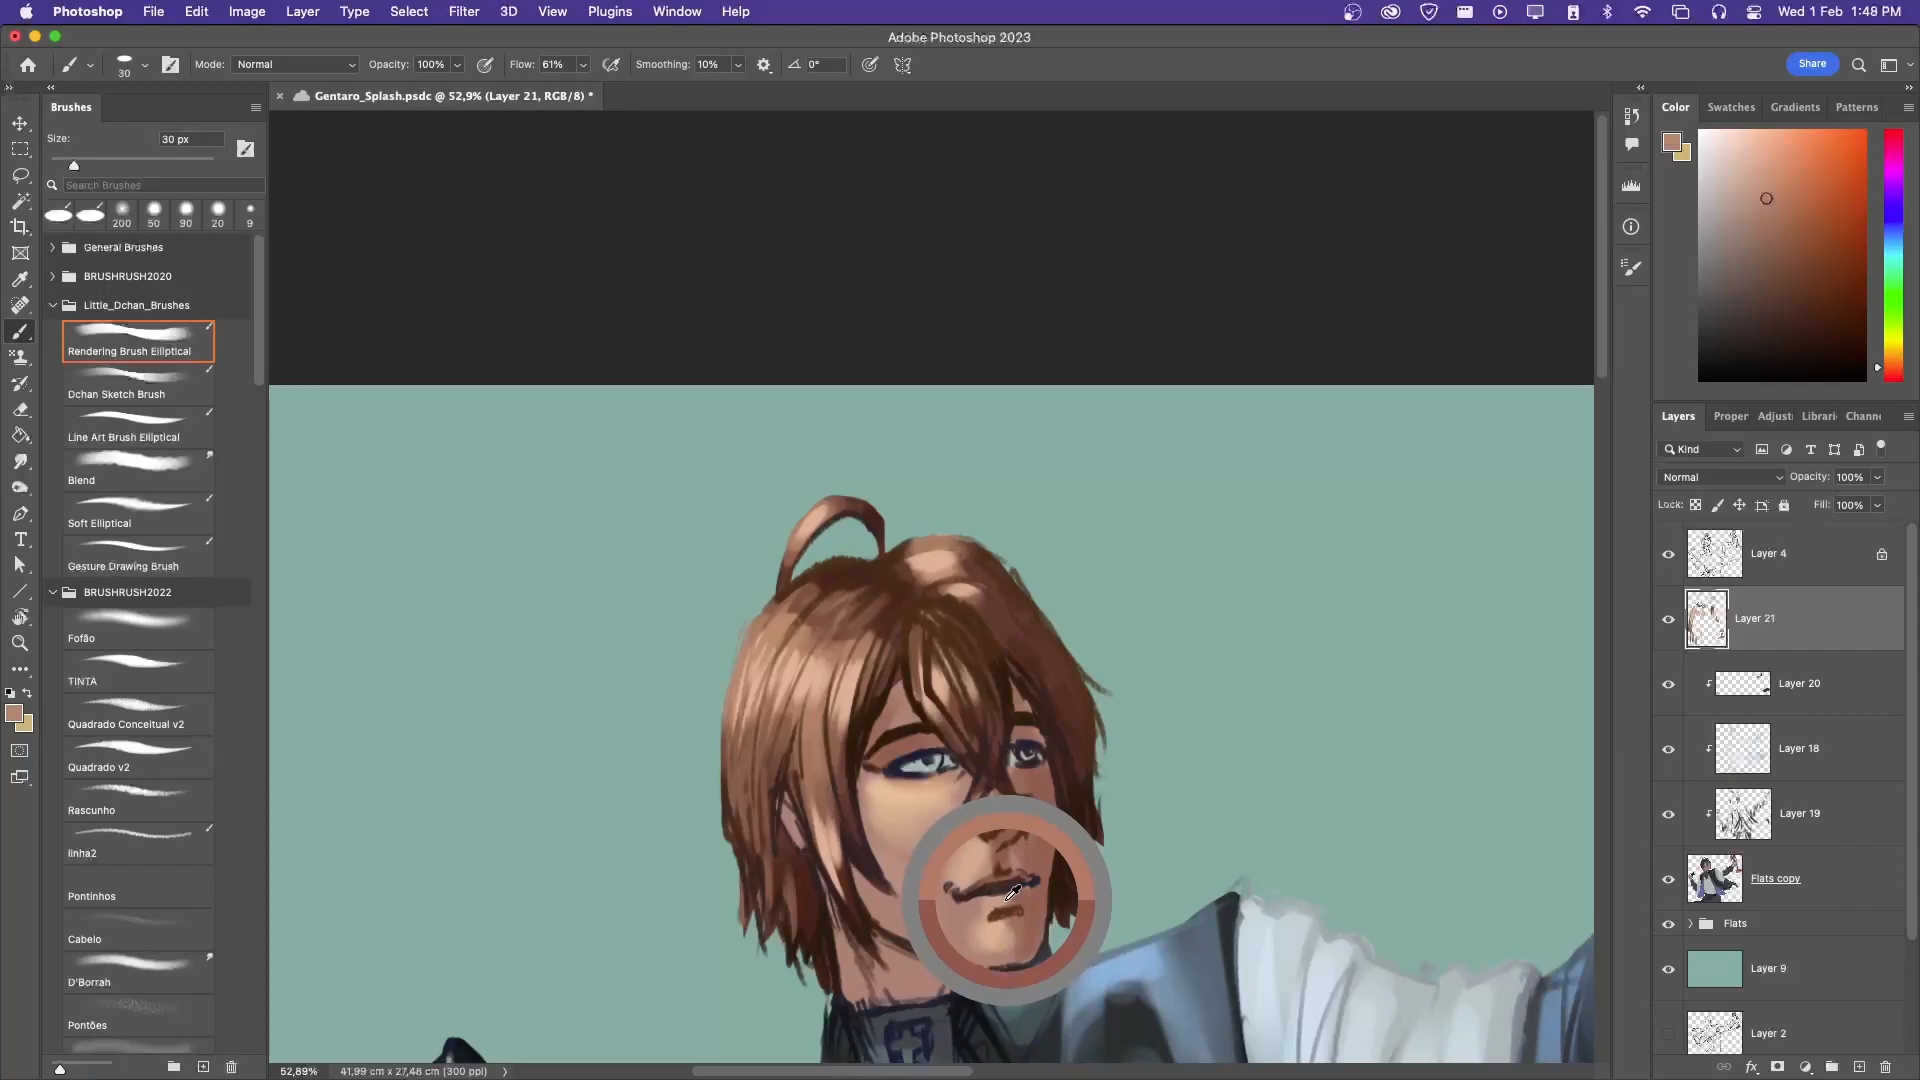 Photoshop File Edit Image Layer Type Select Filter 3D View Plugins Window Help Wed 1 Feb 1:48 PM
Adobe Photoshop 2023
30 Mode: Normal Opacity: 100% Flow: 61% Smoothing: 10% 0° Share
Brushes
Gentaro_Splash.psdc @ 52,9% (Layer 21, RGB/8) *
Size: 30 px
Search Brushes
200 50 90 20 9
General Brushes
BRUSHRUSH2020
Little_Dchan_Brushes
Rendering Brush Elliptical
Dchan Sketch Brush
Line Art Brush Elliptical
Blend
Soft Elliptical
Gesture Drawing Brush
BRUSHRUSH2022
Fofão
TINTA
Quadrado Conceitual v2
Quadrado v2
Rascunho
linha2
Pontinhos
Cabelo
D'Borrah
Pontões
52,89% 41,99 cm x 27,48 cm (300 ppi)
Color Swatches Gradients Patterns
Layers Proper Adjust Librari Channe
Kind
Normal Opacity: 100%
Lock: Fill: 100%
Layer 4
Layer 21
Layer 20
Layer 18
Layer 19
Flats copy
Flats
Layer 9
Layer 2
fx